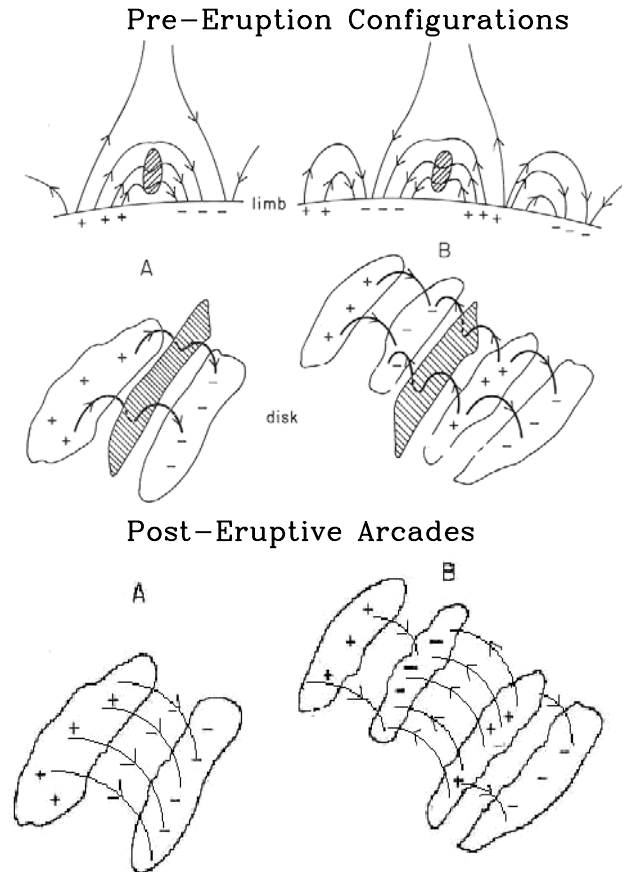 Pre-Eruption Configurations
limb
+ + + - - -
+ + - - - + + + - - -
A
B
+ + + + + - - - -
+ + - - - + + + - -
disk
Post-Eruptive Arcades
A
B
+ + + + + - - - -
+ + + - - - + + + - - -